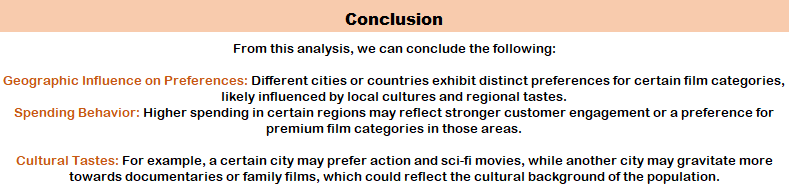 Conclusion
From this analysis, we can conclude the following:
Geographic Influence on Preferences: Different cities or countries exhibit distinct preferences for certain film categories,
likely influenced by local cultures and regional tastes.
Spending Behavior: Higher spending in certain regions may reflect stronger customer engagement or a preference for
premium film categories in those areas.
Cultural Tastes: For example, a certain city may prefer action and sci-fi movies, while another city may gravitate more
towards documentaries or family films, which could reflect the cultural background of the population.